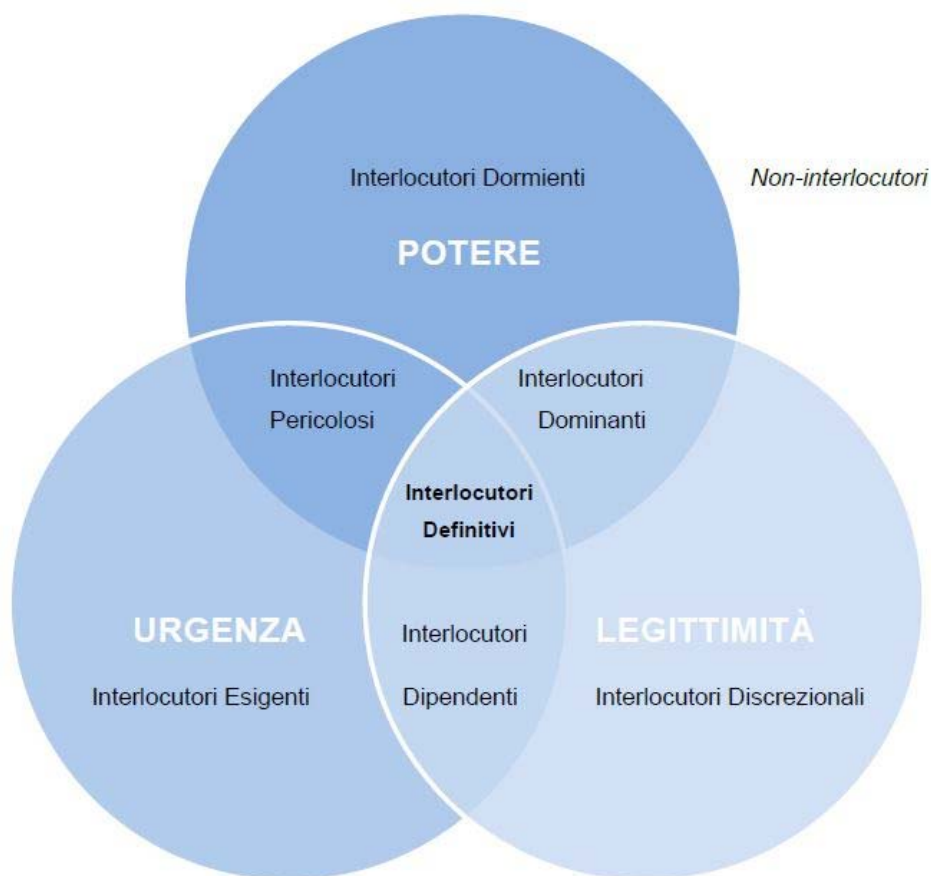 Interlocutori Dormienti
Non-interlocutori
POTERE
Interlocutori
Pericolosi
Interlocutori
Dominanti
Interlocutori
Definitivi
URGENZA
Interlocutori Esigenti
Interlocutori
Dipendenti
LEGITTIMITÀ
Interlocutori Discrezionali